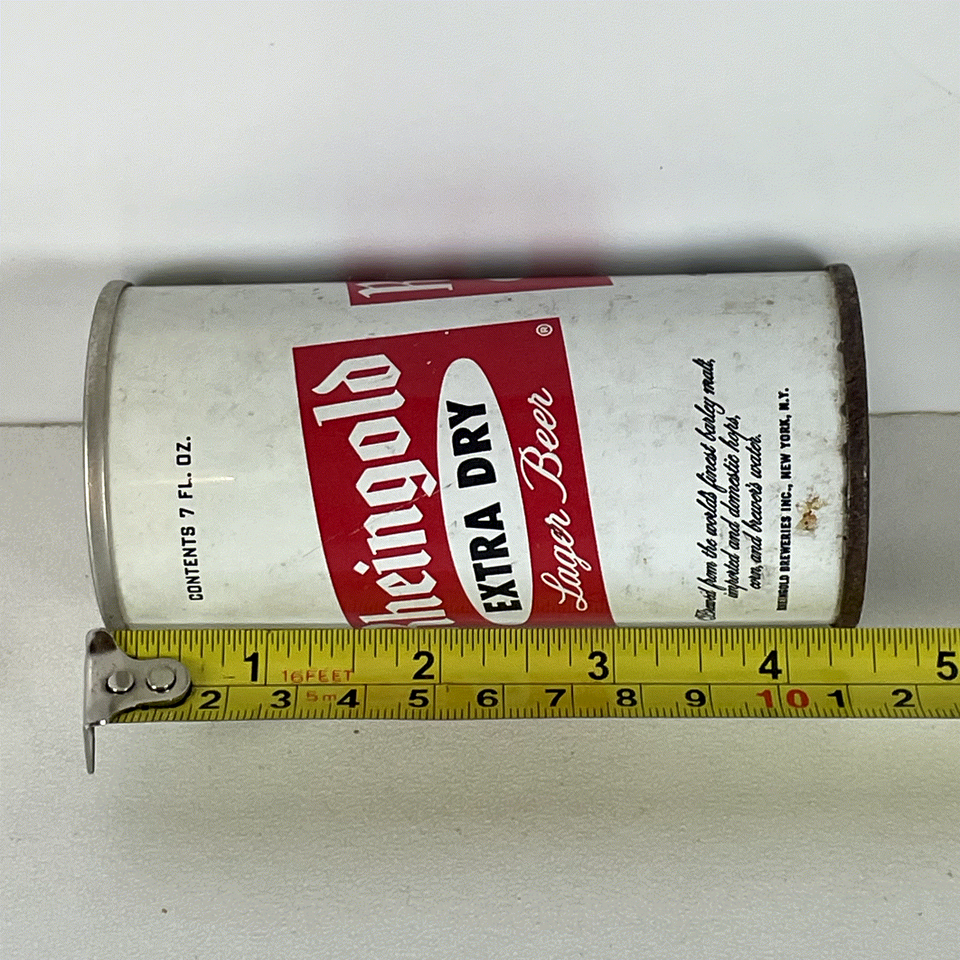 CONTENTS 7 FL. OZ.
heingold
EXTRA DRY
Lager Beer
®
Brewed from the world's finest barley malt,
imported and domestic hops,
corn, and brewer's water.
RHEINGOLD BREWERIES INC., NEW YORK, N.Y.
1 16FEET 2 3 4 5
2 3 5m 4 5 6 7 8 9 10 1 2